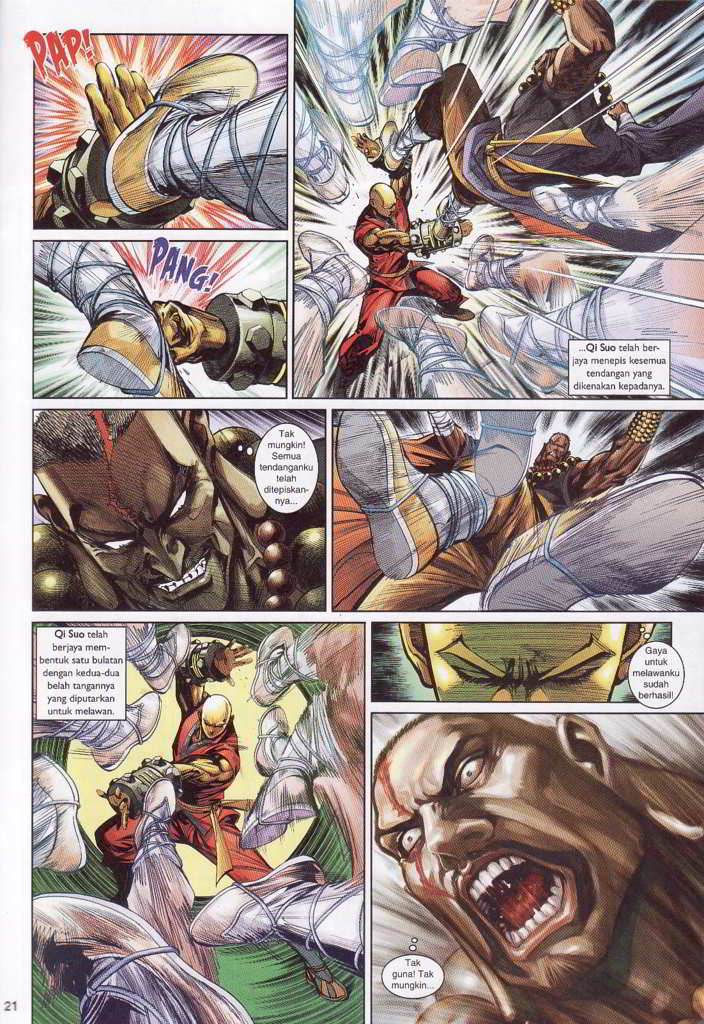 PAP!
PANG!
...Qi Suo telah ber-
jaya menepis kesemua
tendangan yang
dikenakan kepadanya.
Tak
mungkin!
Semua
tendanganku
telah
ditepiskan-
nya...
Qi Suo telah
berjaya mem-
bentuk satu bulatan
dengan kedua-dua
belah tangannya
yang diputarkan
untuk melawan.
Gaya
untuk
melawanku
sudah
berhasil!
Tak
guna! Tak
mungkin...
21